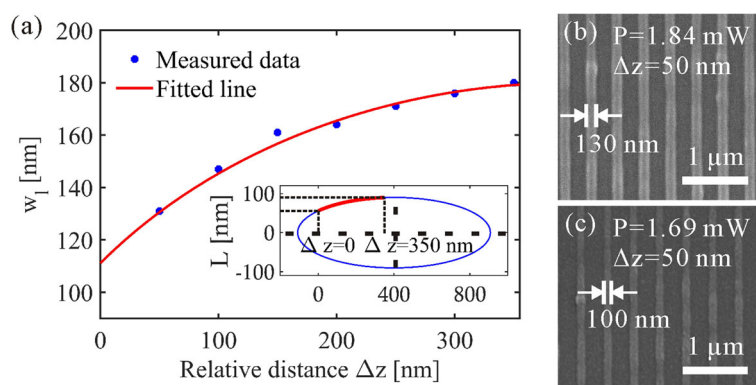 (a)
200
180
160
140
120
100
w₁ [nm]
Measured data
Fitted line
100
0
-100
L [nm]
Δ z=0 Δ z=350 nm
0 400 800
0 100 200 300
Relative distance Δz [nm]
(b)
P=1.84 mW
Δz=50 nm
130 nm
1 µm
(c)
P=1.69 mW
Δz=50 nm
100 nm
1 µm